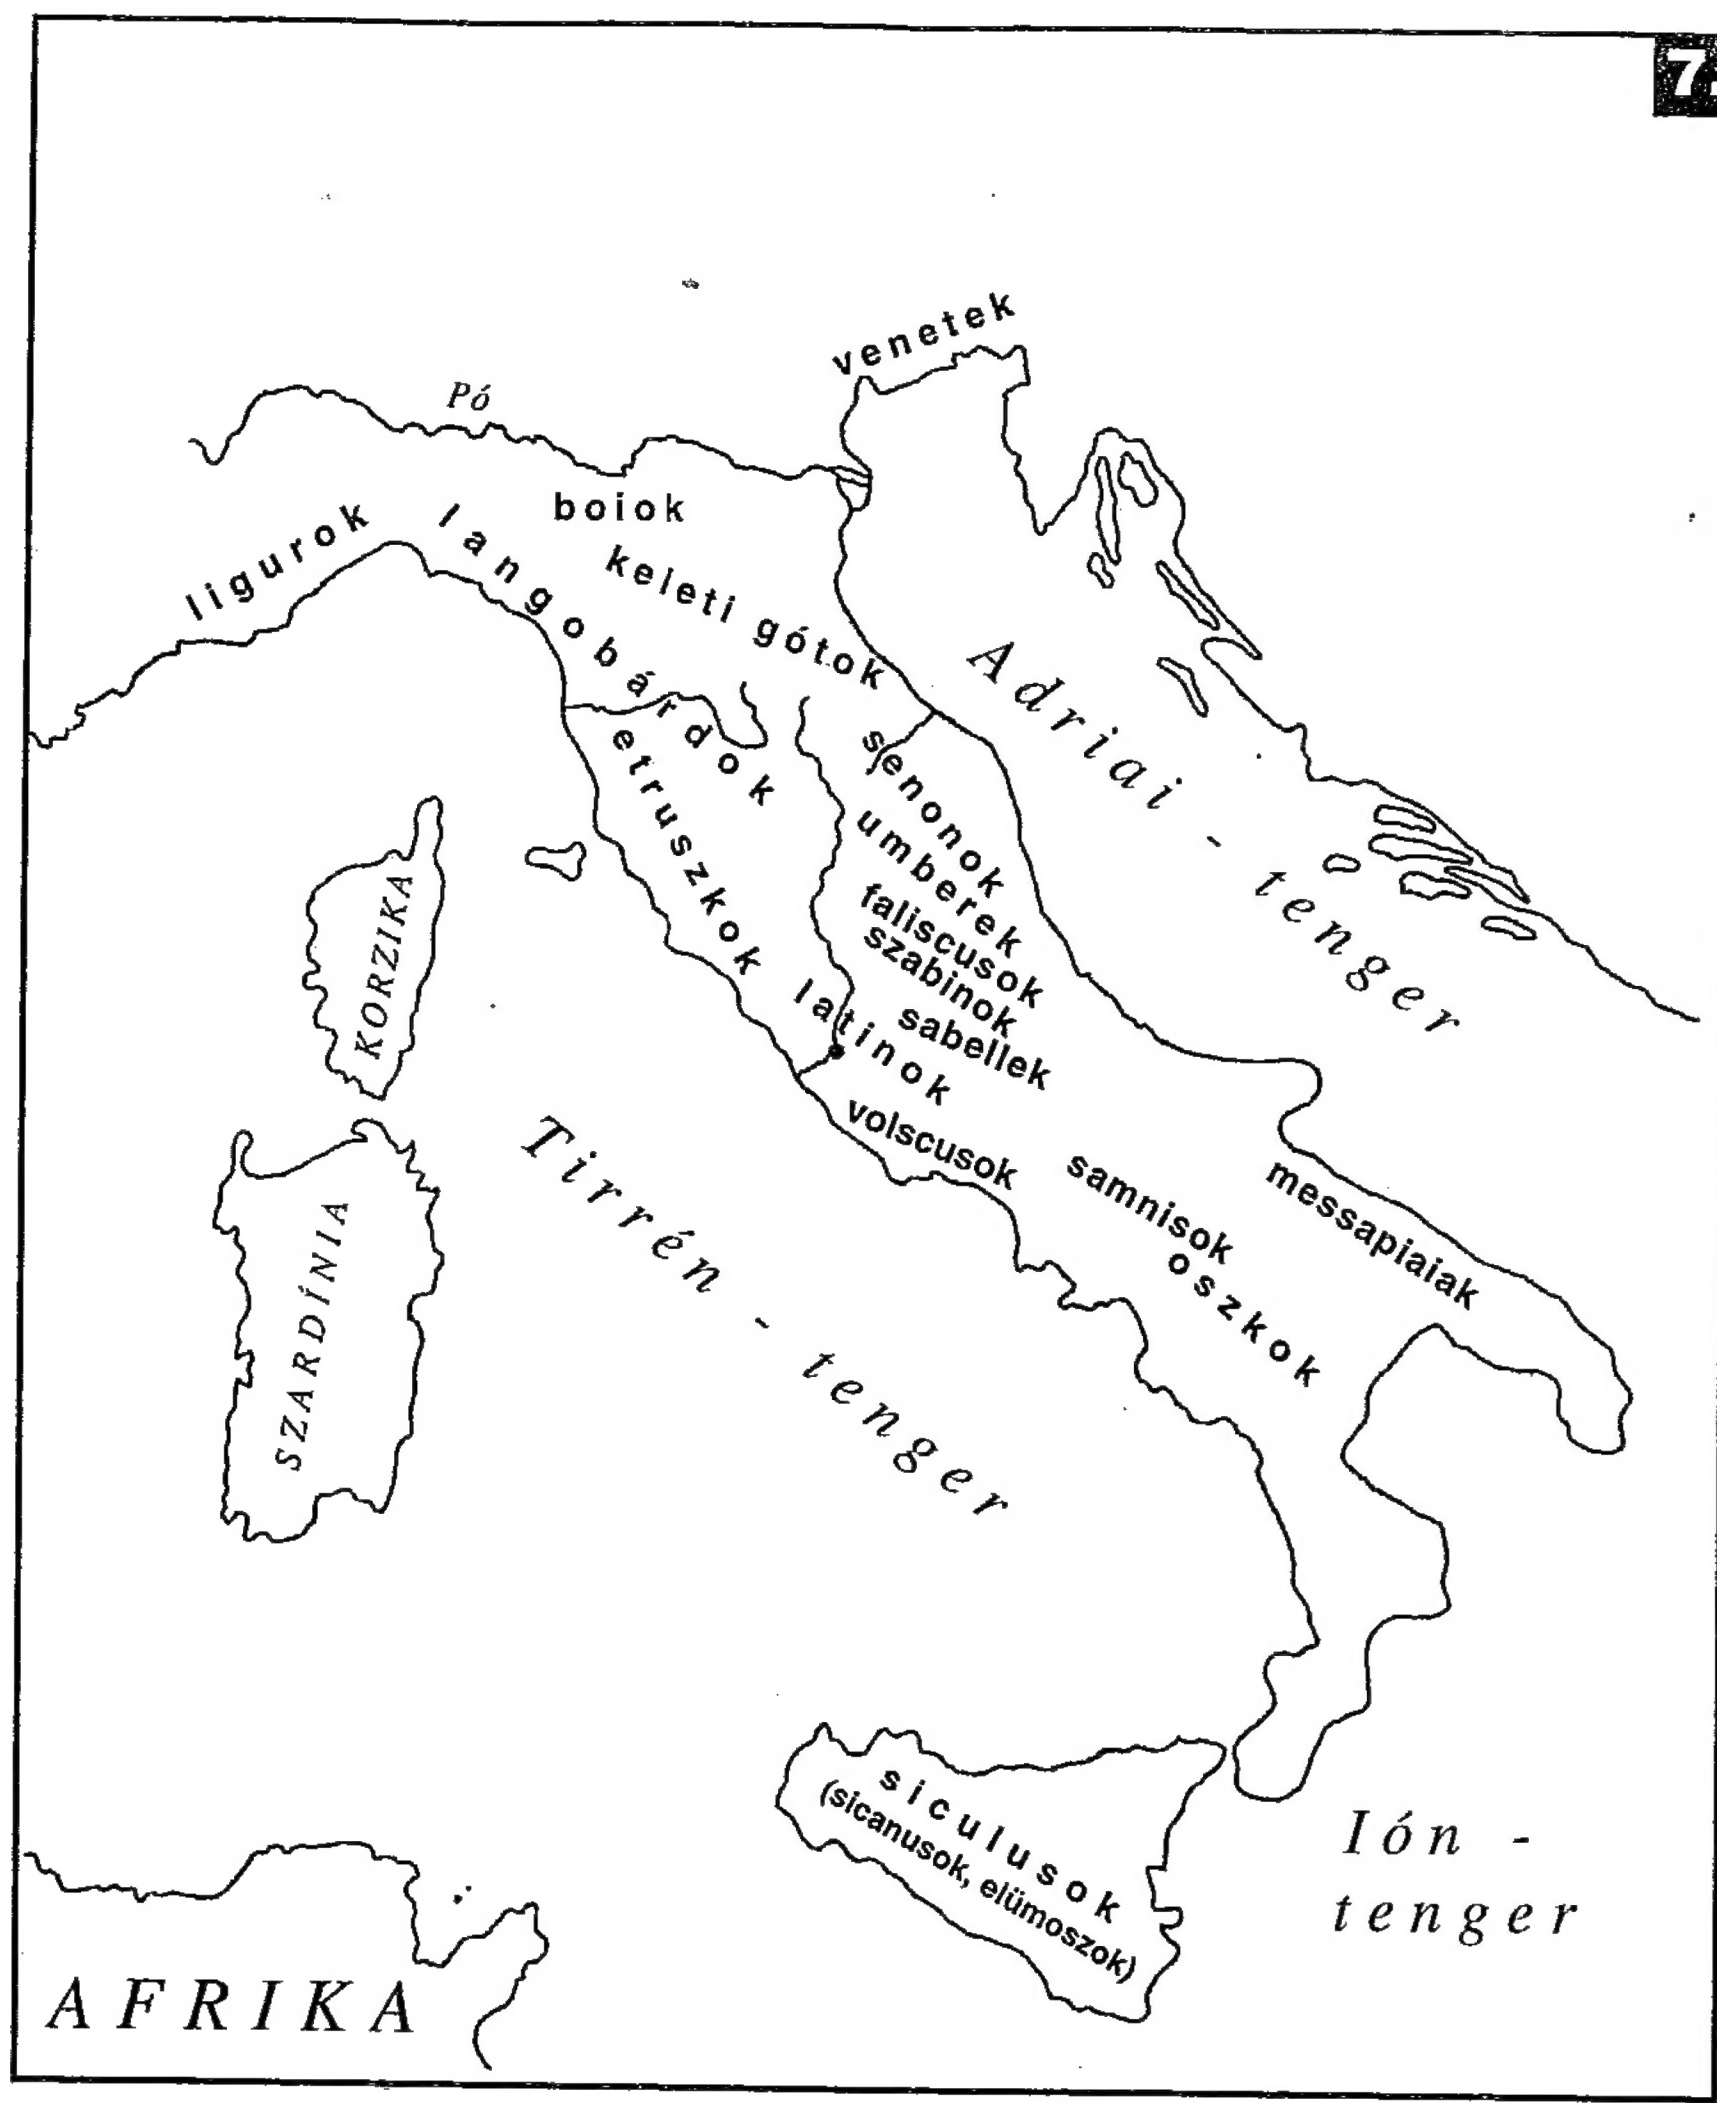 7.
venetek
Pó
boiok
ligurok
langobárdok
keleti gótok
Adriai - tenger
etruszkok
senonok
umberek
faliscusok
szabinok
sabellek
latinok
volscusok
KORZIKA
SZARDÍNIA
Tirrén - tenger
samnisok
oszkok
messapiaiak
siculusok
(sicanusok, elümoszok)
Ión -
tenger
AFRIKA